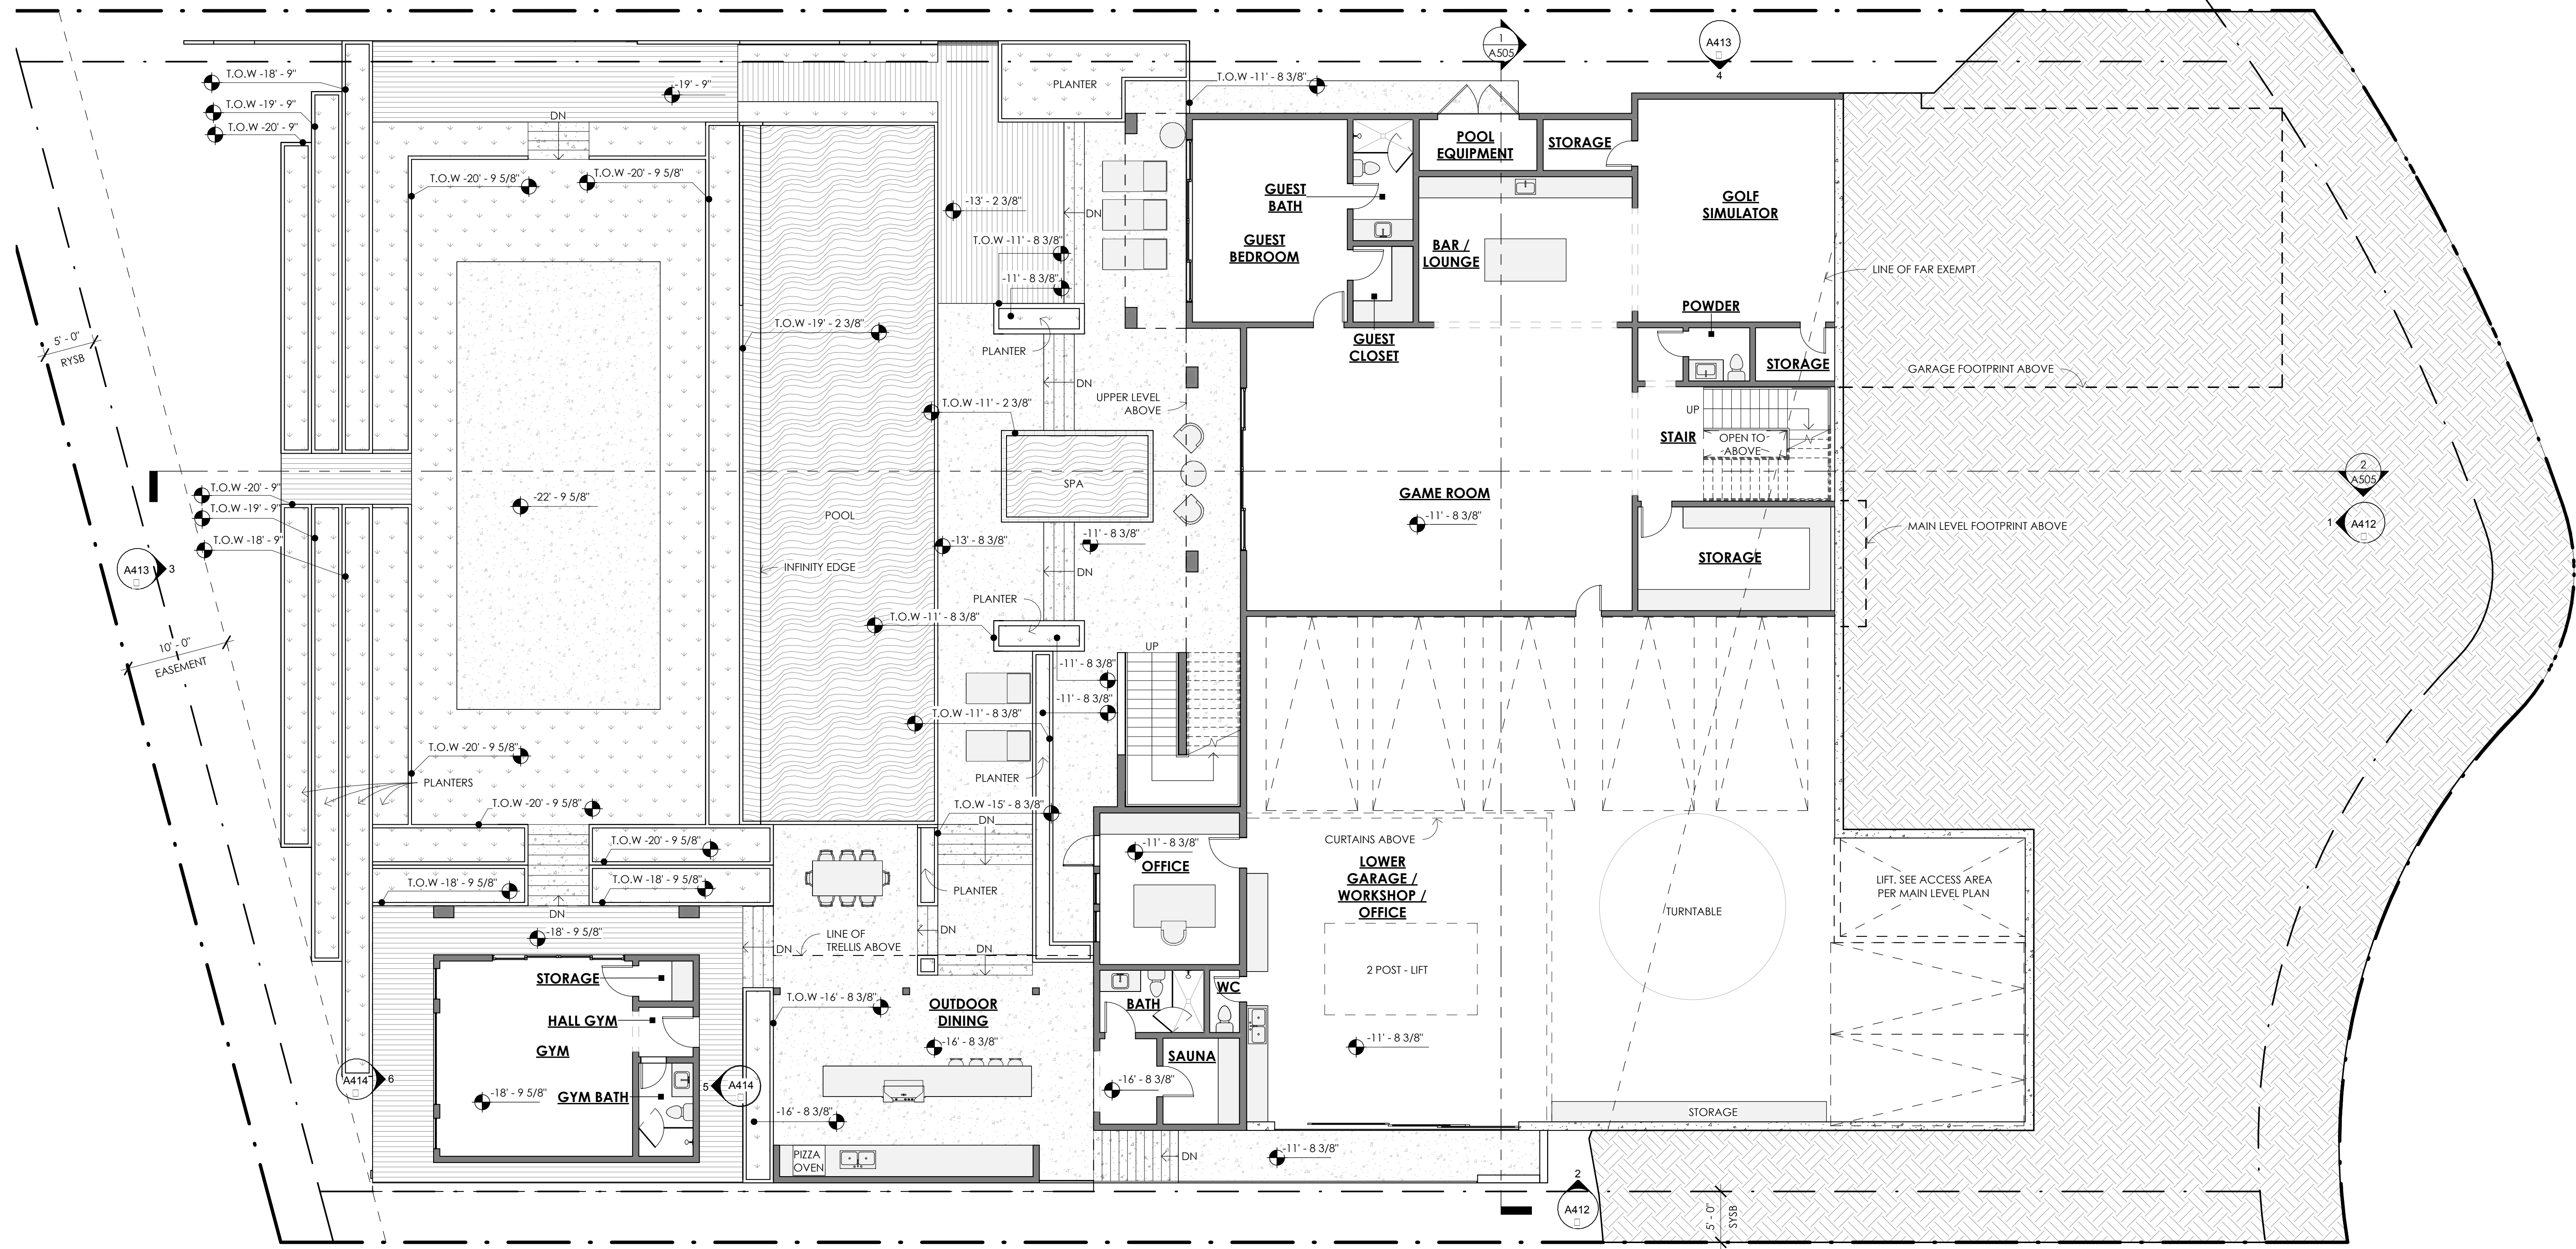 1
A505
A413
4
T.O.W -18' - 9"
T.O.W -19' - 9"
T.O.W -20' - 9"
-19' - 9"
PLANTER
T.O.W -11' - 8 3/8"
DN
POOL
EQUIPMENT
STORAGE
T.O.W -20' - 9 5/8"
T.O.W -20' - 9 5/8"
GUEST
BATH
GOLF
SIMULATOR
-13' - 2 3/8"
DN
T.O.W -11' - 8 3/8"
-11' - 8 3/8"
GUEST
BEDROOM
BAR /
LOUNGE
LINE OF FAR EXEMPT
POWDER
T.O.W -19' - 2 3/8"
5' - 0"
RYSB
PLANTER
GUEST
CLOSET
STORAGE
GARAGE FOOTPRINT ABOVE
DN
UPPER LEVEL
ABOVE
T.O.W -11' - 2 3/8"
UP
STAIR
OPEN TO
ABOVE
2
A505
SPA
T.O.W -20' - 9"
T.O.W -19' - 9"
T.O.W -18' - 9"
-22' - 9 5/8"
POOL
GAME ROOM
-11' - 8 3/8"
MAIN LEVEL FOOTPRINT ABOVE
1
A412
-13' - 8 3/8"
-11' - 8 3/8"
STORAGE
A413
3
INFINITY EDGE
DN
PLANTER
T.O.W -11' - 8 3/8"
10' - 0"
EASEMENT
UP
-11' - 8 3/8"
-11' - 8 3/8"
T.O.W -11' - 8 3/8"
T.O.W -20' - 9 5/8"
PLANTERS
PLANTER
T.O.W -20' - 9 5/8"
T.O.W -15' - 8 3/8"
DN
T.O.W -20' - 9 5/8"
-11' - 8 3/8"
OFFICE
CURTAINS ABOVE
LOWER
GARAGE /
WORKSHOP /
OFFICE
T.O.W -18' - 9 5/8"
T.O.W -18' - 9 5/8"
PLANTER
LIFT. SEE ACCESS AREA
PER MAIN LEVEL PLAN
TURNTABLE
DN
-18' - 9 5/8"
DN
LINE OF
TRELLIS ABOVE
DN
DN
2 POST - LIFT
STORAGE
T.O.W -16' - 8 3/8"
OUTDOOR
DINING
BATH
WC
HALL GYM
GYM
-16' - 8 3/8"
-11' - 8 3/8"
SAUNA
A414
6
5
A414
-18' - 9 5/8"
GYM BATH
-16' - 8 3/8"
-16' - 8 3/8"
STORAGE
PIZZA
OVEN
DN
-11' - 8 3/8"
2
A412
5' - 0"
SYSB